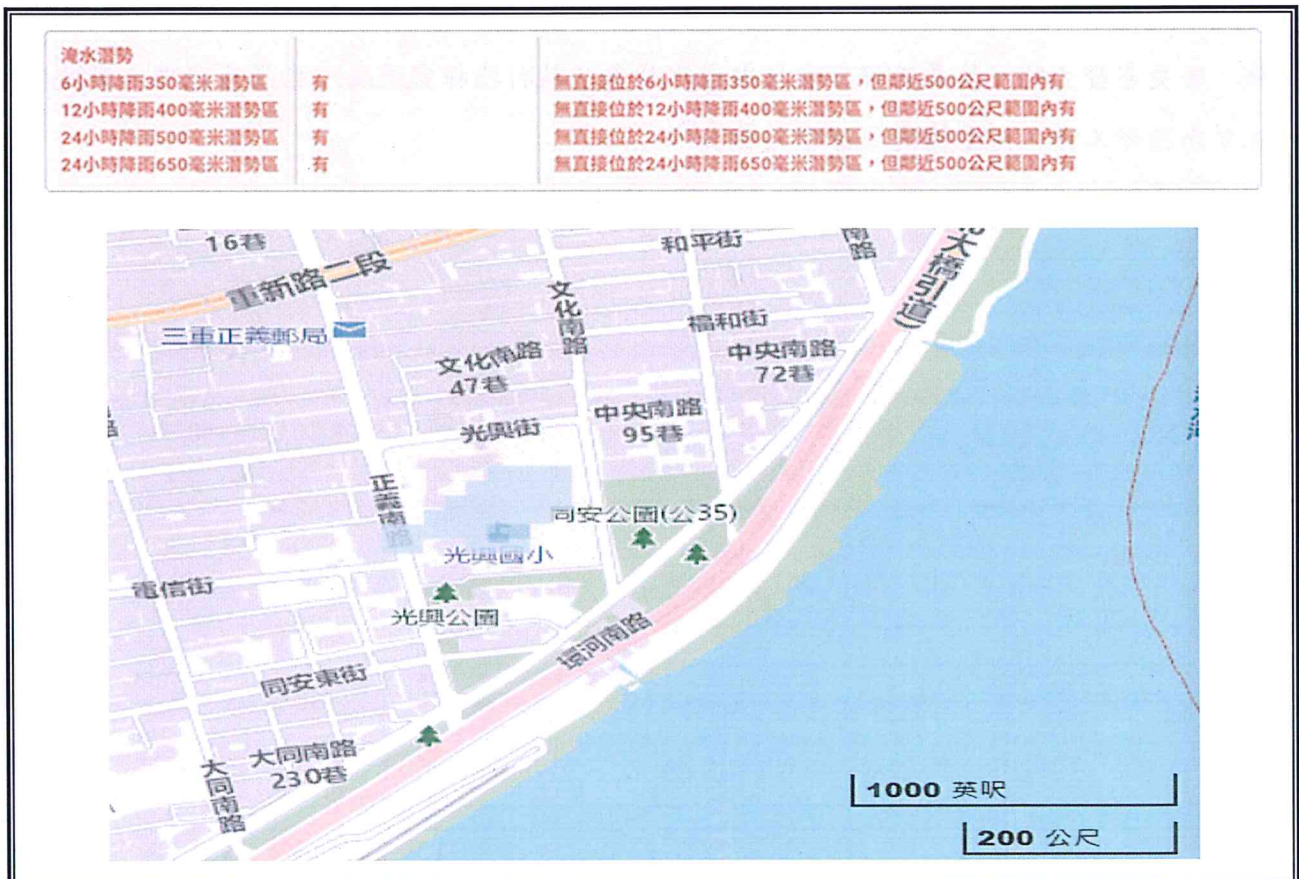 淹水潛勢
6小時降雨350毫米潛勢區 有 無直接位於6小時降雨350毫米潛勢區，但鄰近500公尺範圍內有
12小時降雨400毫米潛勢區 有 無直接位於12小時降雨400毫米潛勢區，但鄰近500公尺範圍內有
24小時降雨500毫米潛勢區 有 無直接位於24小時降雨500毫米潛勢區，但鄰近500公尺範圍內有
24小時降雨650毫米潛勢區 有 無直接位於24小時降雨650毫米潛勢區，但鄰近500公尺範圍內有
16巷
和平街
南路
大橋引道)
重新路二段
文化南路
福和街
三重正義郵局
文化南路
47巷
中央南路
72巷
中央南路
95巷
光興街
正義南路
同安公園(公35)
光興國小
電信街
光興公園
環河南路
同安東街
大同南路
230巷
大同南路
1000 英呎
200 公尺